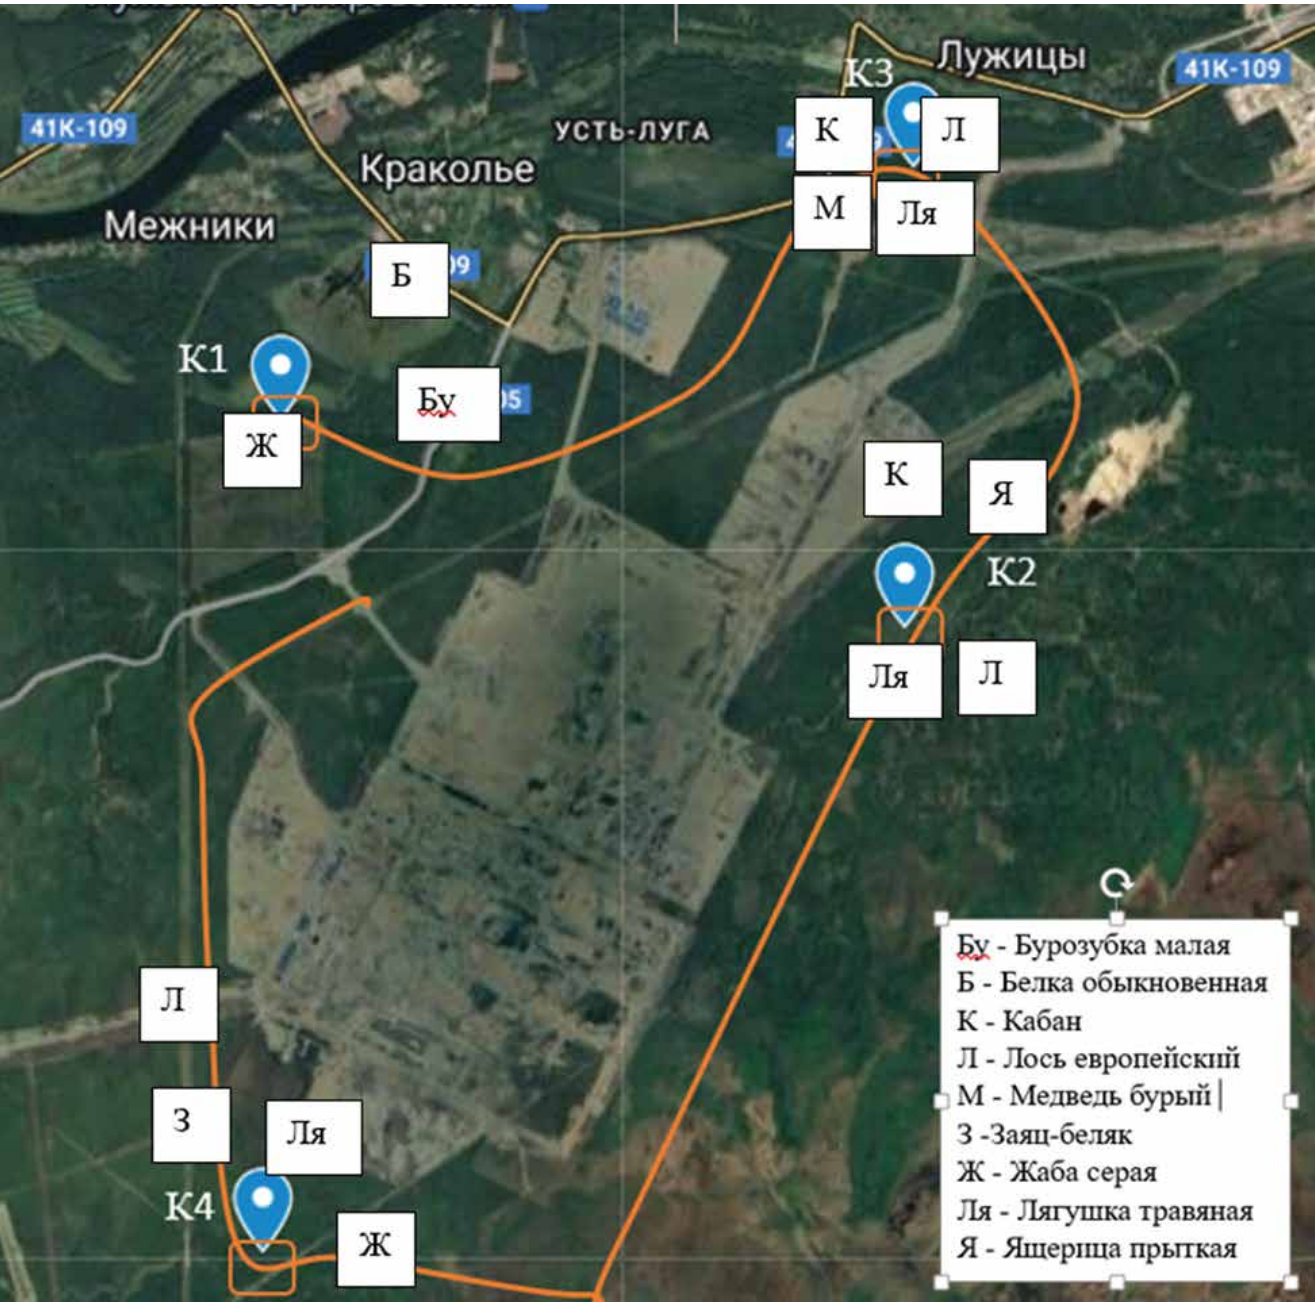 Лужицы
41К-109
К3
41К-109
УСТЬ-ЛУГА
К
Л
Краколье
М
Ля
Межники
Б
09
К1
Бу
05
Ж
К
Я
К2
Ля
Л
Л
З
Ля
К4
Ж
Бу - Бурозубка малая
Б - Белка обыкновенная
К - Кабан
Л - Лось европейский
М - Медведь бурый
З -Заяц-беляк
Ж - Жаба серая
Ля - Лягушка травяная
Я - Ящерица прыткая